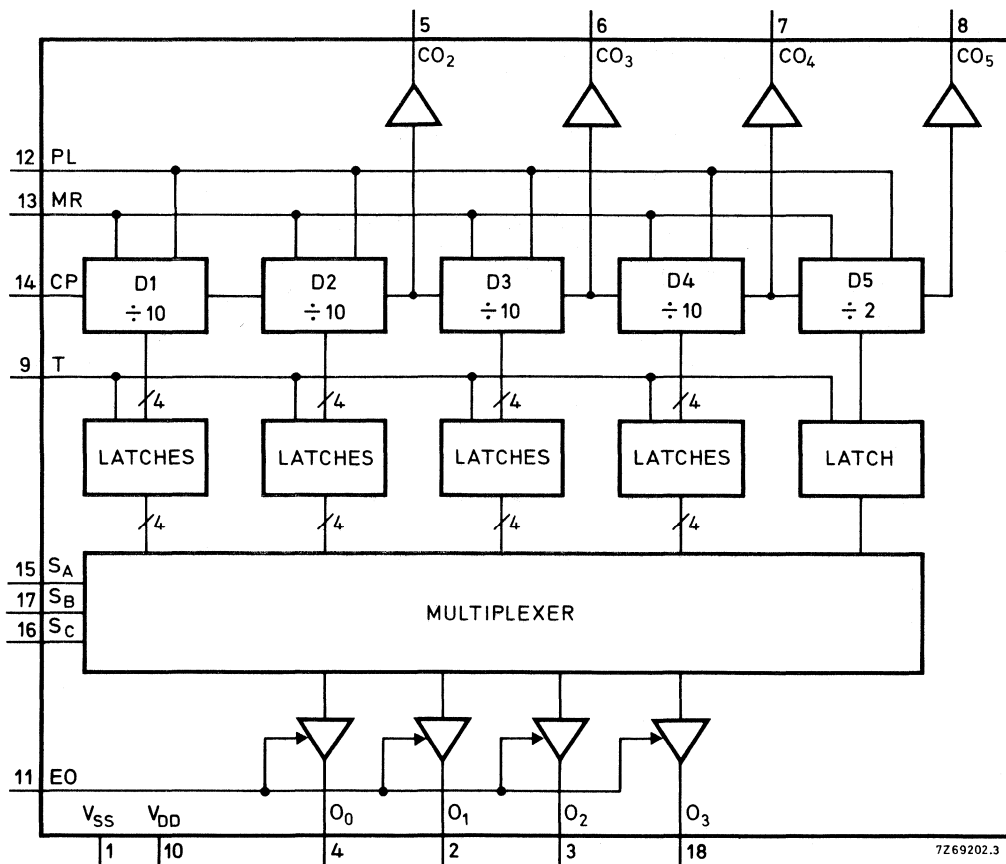 5 6 7 8
CO2 CO3 CO4 CO5
12 PL
13 MR
14 CP
D1 ÷10
D2 ÷10
D3 ÷10
D4 ÷10
D5 ÷2
9 T
4 4 4 4
LATCHES LATCHES LATCHES LATCHES LATCH
4 4 4 4
15 SA
17 SB
16 SC
MULTIPLEXER
11 EO
VSS VDD O0 O1 O2 O3
1 10 4 2 3 18
7Z69202.3